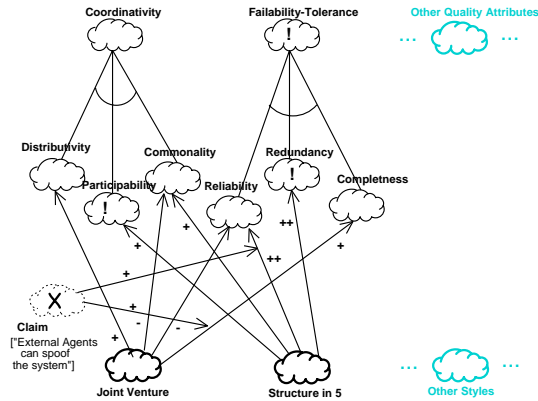 Coordinativity
Failability-Tolerance
Other Quality Attributes
!
...
...
Distributivity
Commonality
Redundancy
Participability
Reliability
!
Completness
!
+
++
+
++
+
+
X
+
Claim
-
-
["External Agents
can spoof
the system"]
+
...
...
Joint Venture
Structure in 5
Other Styles